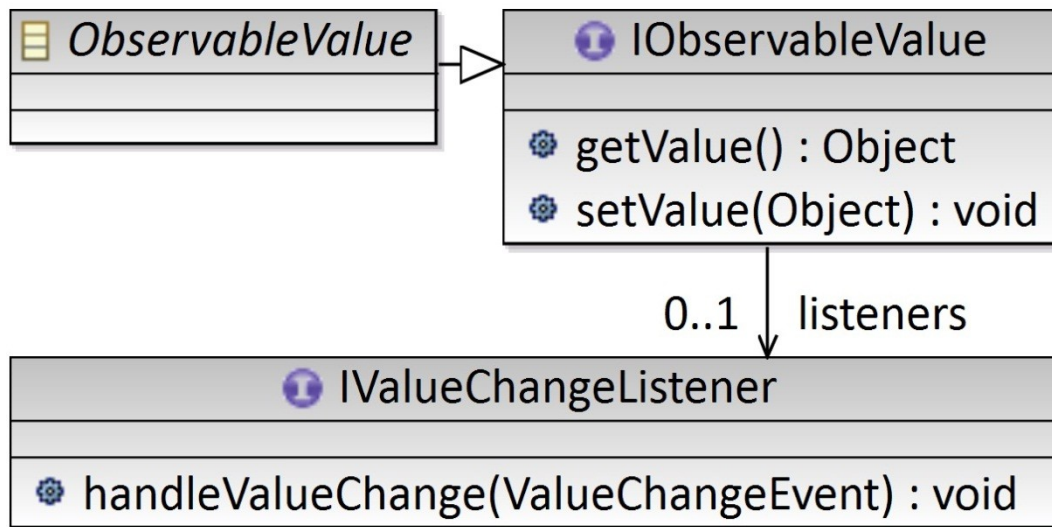 ObservableValue
IObservableValue
getValue() : Object
setValue(Object) : void
0..1 listeners
IValueChangeListener
handleValueChange(ValueChangeEvent) : void